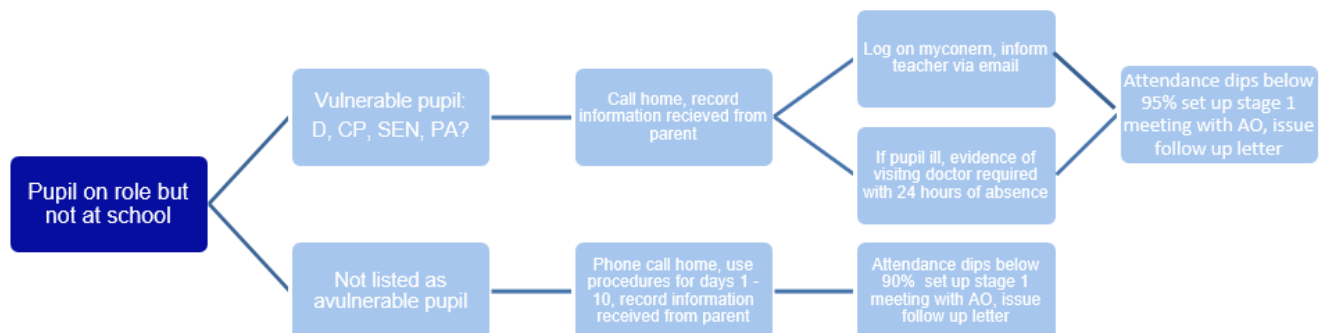 Pupil on role but
not at school
Vulnerable pupil:
D, CP, SEN, PA?
Call home, record
information recieved from
parent
Log on myconern, inform
teacher via email
If pupil ill, evidence of
visitng doctor required
with 24 hours of absence
Attendance dips below
95% set up stage 1
meeting with AO, issue
follow up letter
Not listed as
avulnerable pupil
Phone call home, use
procedures for days 1 -
10, record information
received from parent
Attendance dips below
90% set up stage 1
meeting with AO, issue
follow up letter